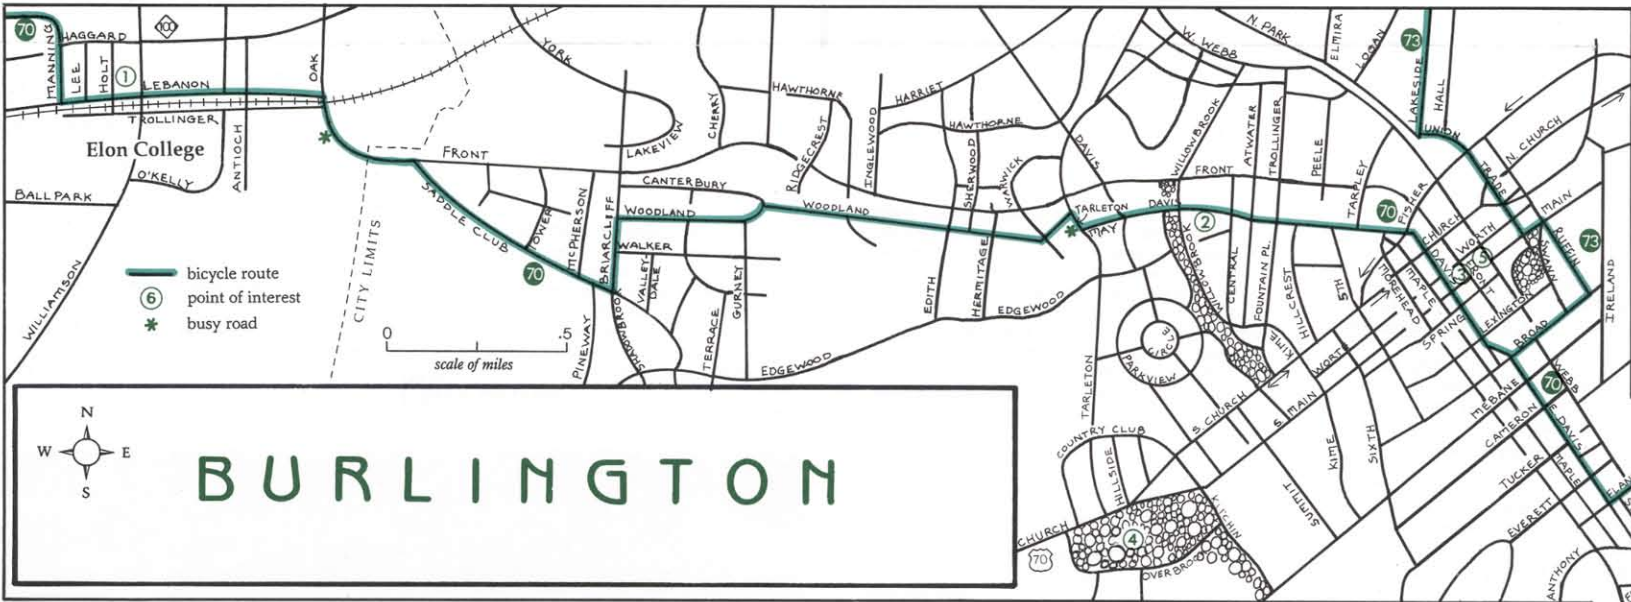 70
MANNING
HAGGARD
100
LEE
HOLT
1
LEBANON
OAK
TROLLINGER
Elon College
O'KELLY
ANTIOCH
BALLPARK
WILLIAMSON
bicycle route
6
point of interest
*
busy road
CITY LIMITS
0
.5
scale of miles
YORK
LAKEVIEW
CHERRY
HAWTHORNE
RIDGECREST
INGLEWOOD
HARRIET
HAWTHORNE
SHERWOOD
WARWICK
DAVIS
*
FRONT
SADDLE CLUB
70
MCPHERSON
BRIARCLIFF
CANTERBURY
WOODLAND
WOODLAND
WALKER
VALLEY-
DALE
GURNEY
TERRACE
PINEWAY
SHADOWBROOK
EDGEWOOD
EDITH
HERMITAGE
EDGEWOOD
TARLETON
*
MAY
DAVIS
N. PARK
W. WEBB
ELMIRA
LOGAN
73
LAKESIDE
HALL
UNION
N. CHURCH
TRADE
MAIN
WILLOWBROOK
ATWATER
TROLLINGER
PEELE
TARPLEY
FRONT
2
70
FISHER
CHURCH
WORTH
DAVIS
3
5
FRONT
SWANN
RUFFIN
73
IRELAND
WILLOWBROOK
CENTRAL
FOUNTAIN PL.
HILLCREST
5TH
MOREHEAD
MAPLE
SPRING
LEXINGTON
BROAD
CIRCLE
PARKVIEW
KIME
WORTH
TARLETON
S. CHURCH
S. MAIN
KIME
SIXTH
MEBANE
CAMERON
70
WEBB
E. DAVIS
MAPLE
TUCKER
EVERETT
ANTHONY
SUMMIT
COUNTRY CLUB
HILLSIDE
CHURCH
70
4
N
W
E
S
BURLINGTON